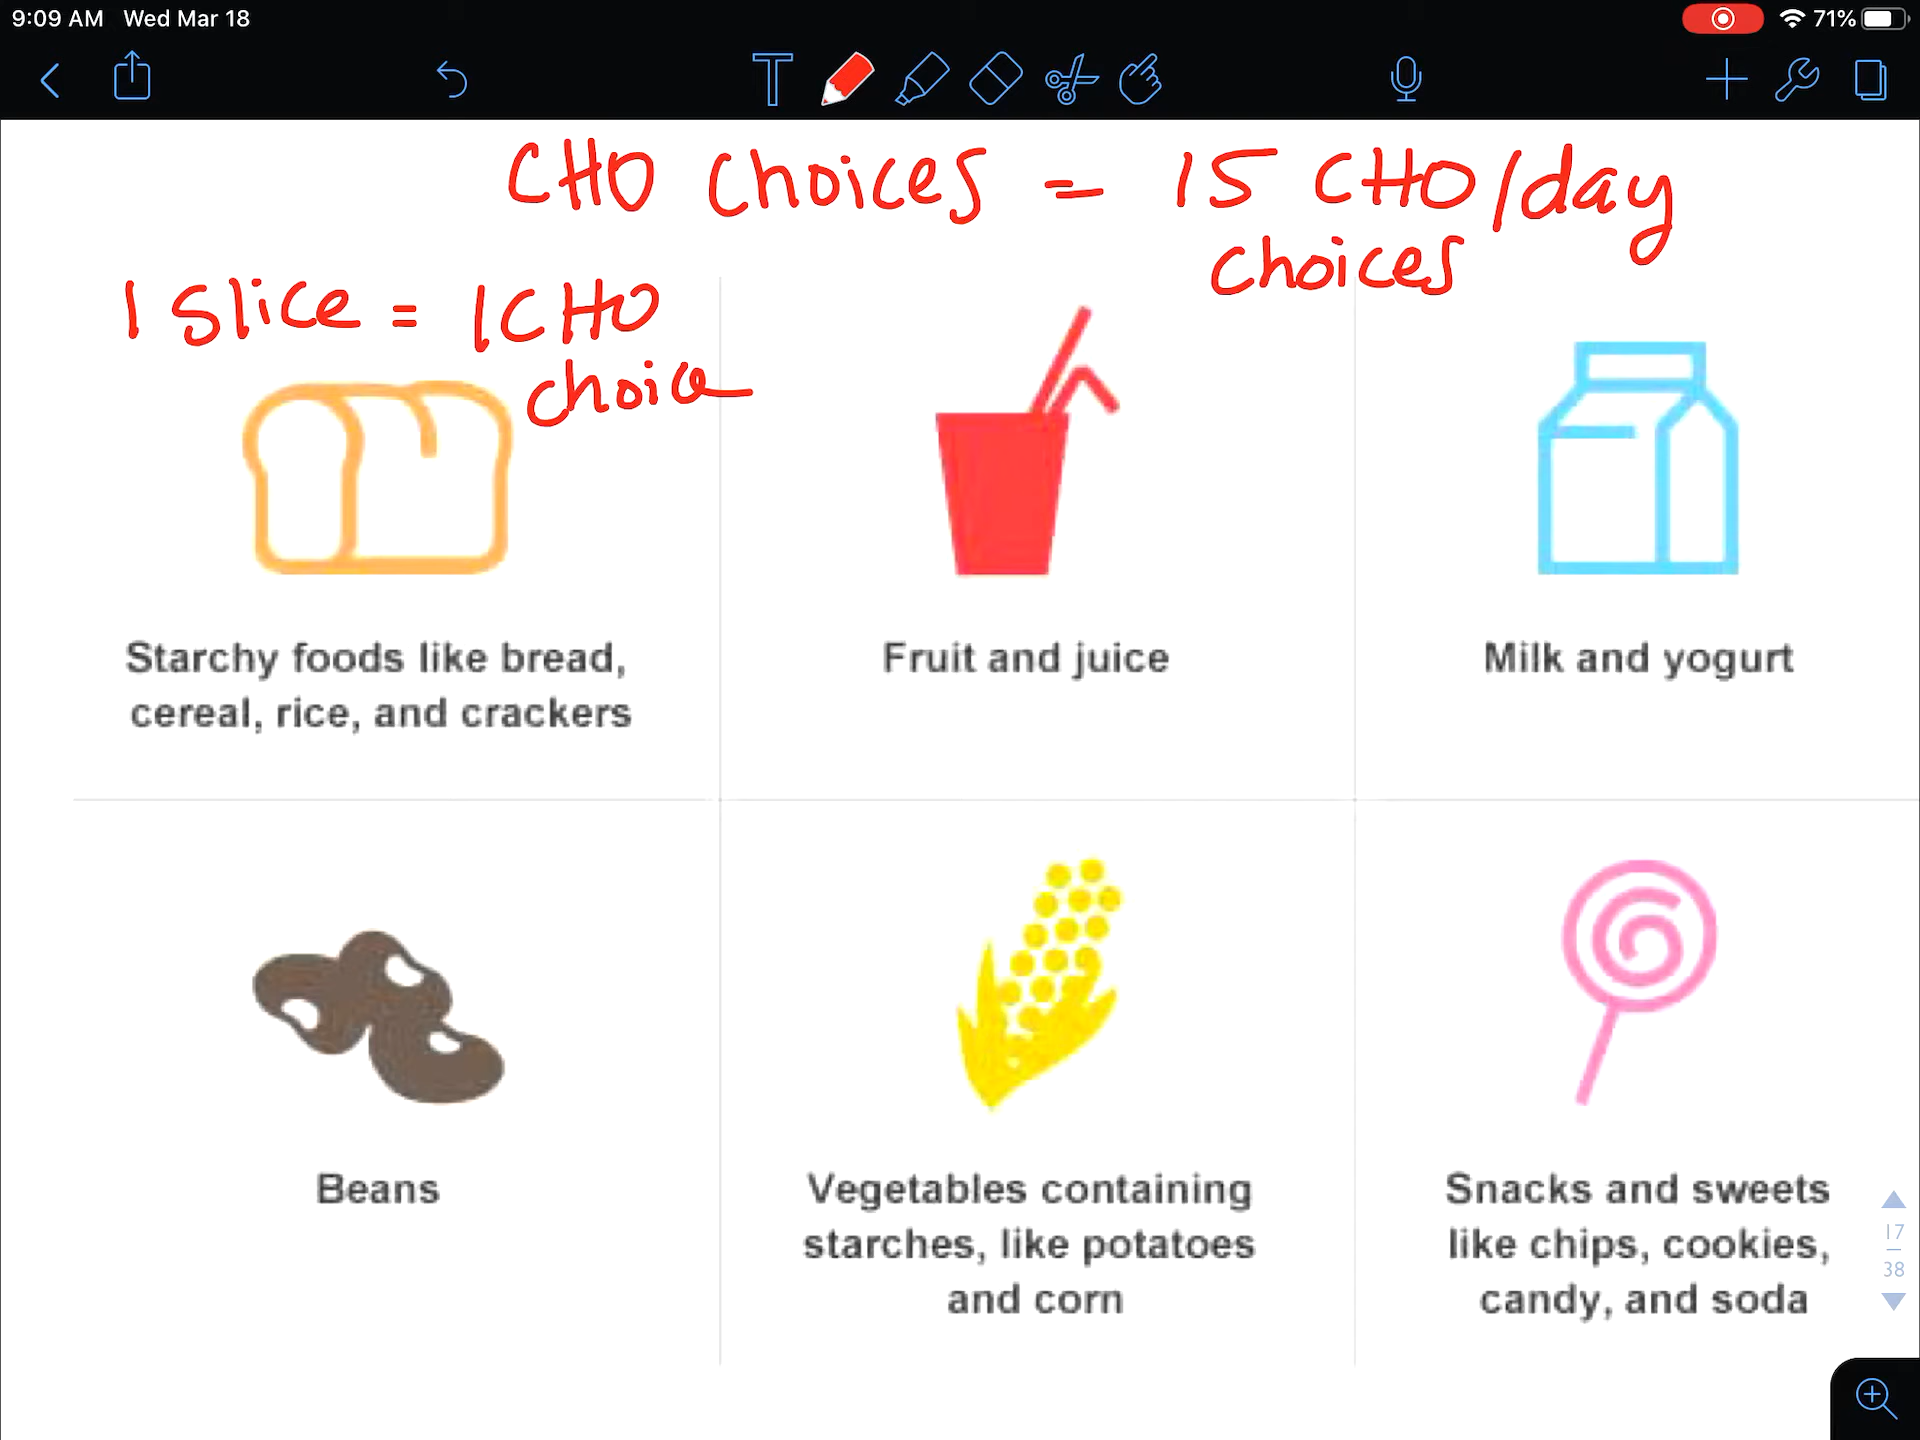 9:09 AM Wed Mar 18
71%
T
CHO choices = 15 CHO/day
choices
1 slice = 1 CHO
choice
Starchy foods like bread,
cereal, rice, and crackers
Fruit and juice
Milk and yogurt
Beans
Vegetables containing
starches, like potatoes
and corn
Snacks and sweets
like chips, cookies,
candy, and soda
17
38